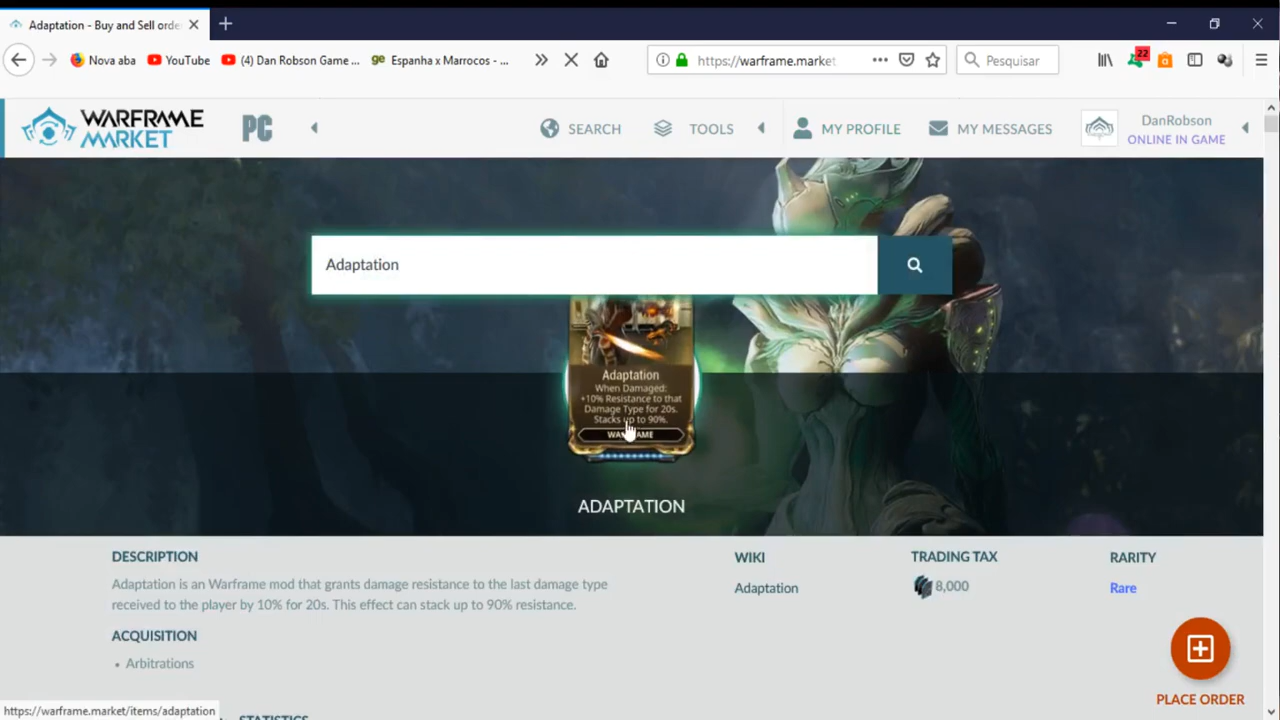 Adaptation - Buy and Sell orde
Nova aba
YouTube
(4) Dan Robson Game ...
Espanha x Marrocos - ...
https://warframe.market
Pesquisar
22
WARFRAME
MARKET
PC
SEARCH
TOOLS
MY PROFILE
MY MESSAGES
DanRobson
ONLINE IN GAME
Adaptation
Adaptation
When Damaged:
+10% Resistance to that
Damage Type for 20s.
Stacks up to 90%.
ADAPTATION
DESCRIPTION
Adaptation is an Warframe mod that grants damage resistance to the last damage type
received to the player by 10% for 20s. This effect can stack up to 90% resistance.
ACQUISITION
• Arbitrations
WIKI
Adaptation
TRADING TAX
8,000
RARITY
Rare
PLACE ORDER
https://warframe.market/items/adaptation
STATISTICS